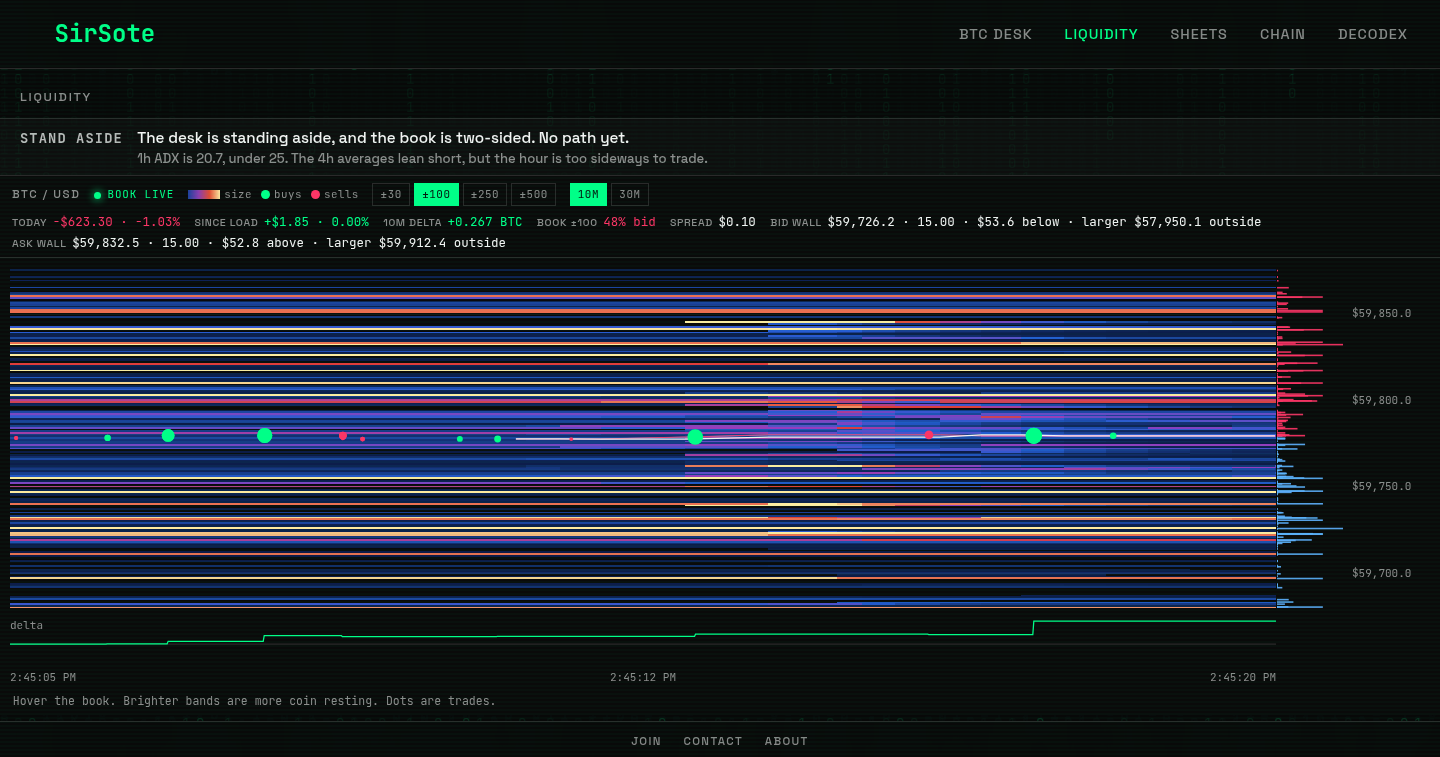 SirSote
BTC DESK LIQUIDITY SHEETS CHAIN DECODEX
LIQUIDITY
STAND ASIDE The desk is standing aside, and the book is two-sided. No path yet.
1h ADX is 20.7, under 25. The 4h averages lean short, but the hour is too sideways to trade.
BTC / USD BOOK LIVE size buys sells ±30 ±100 ±250 ±500 10M 30M
TODAY -$623.30 · -1.03% SINCE LOAD +$1.85 · 0.00% 10M DELTA +0.267 BTC BOOK ±100 48% bid SPREAD $0.10 BID WALL $59,726.2 · 15.00 · $53.6 below · larger $57,950.1 outside
ASK WALL $59,832.5 · 15.00 · $52.8 above · larger $59,912.4 outside
$59,850.0
$59,800.0
$59,750.0
$59,700.0
delta
2:45:05 PM 2:45:12 PM 2:45:20 PM
Hover the book. Brighter bands are more coin resting. Dots are trades.
JOIN CONTACT ABOUT